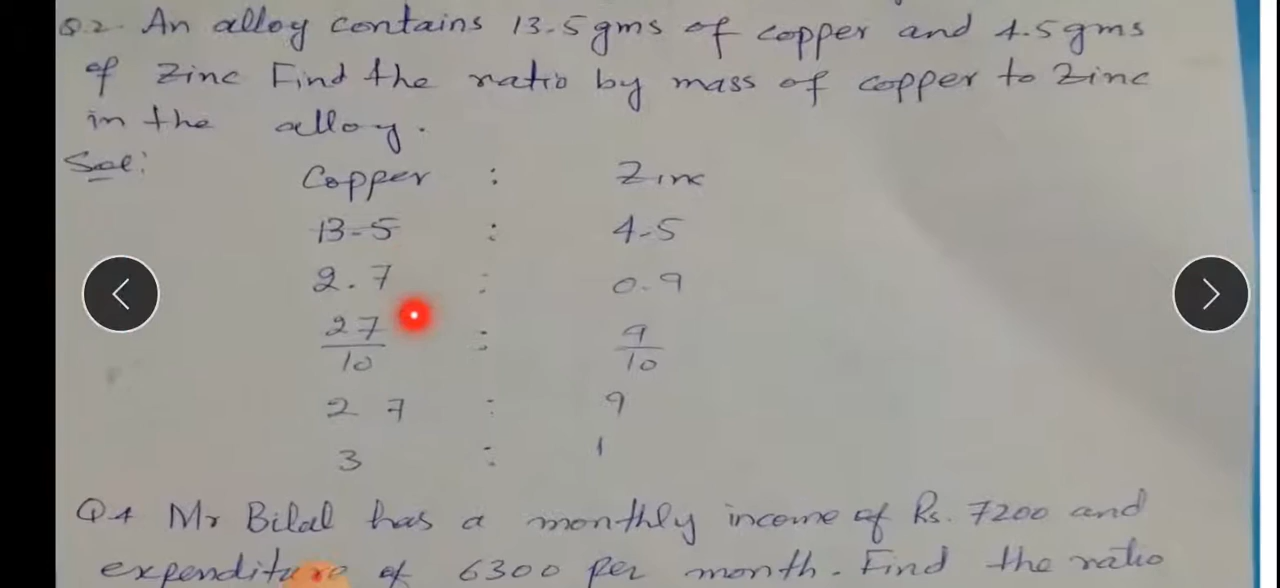 Q.2. An alloy contains 13.5 gms of copper and 4.5 gms
of Zinc Find the ratio by mass of copper to Zinc
in the alloy.
Sol:
Copper : Zinc
13-5 : 4-5
2.7 : 0.9
27/10 : 9/10
27 : 9
3 : 1
Q4 Mr Bilal has a monthly income of Rs. 7200 and
expenditure of 6300 per month. Find the ratio